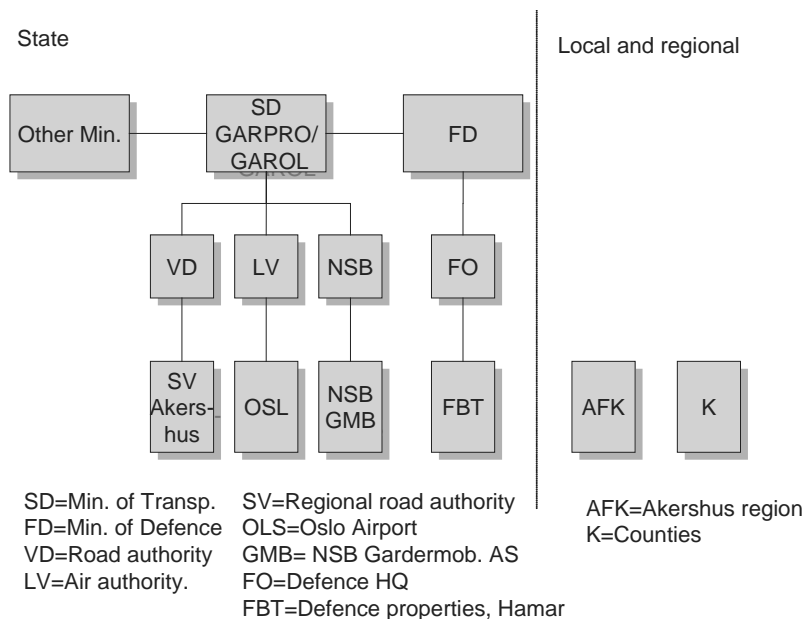 State
Local and regional
Other Min.
SD
GARPRO/
GAROL
FD
VD
LV
NSB
FO
SV
Akers-
hus
OSL
NSB
GMB
FBT
AFK
K
SD=Min. of Transp.
FD=Min. of Defence
VD=Road authority
LV=Air authority.
SV=Regional road authority
OLS=Oslo Airport
GMB= NSB Gardermob. AS
FO=Defence HQ
FBT=Defence properties, Hamar
AFK=Akershus region
K=Counties